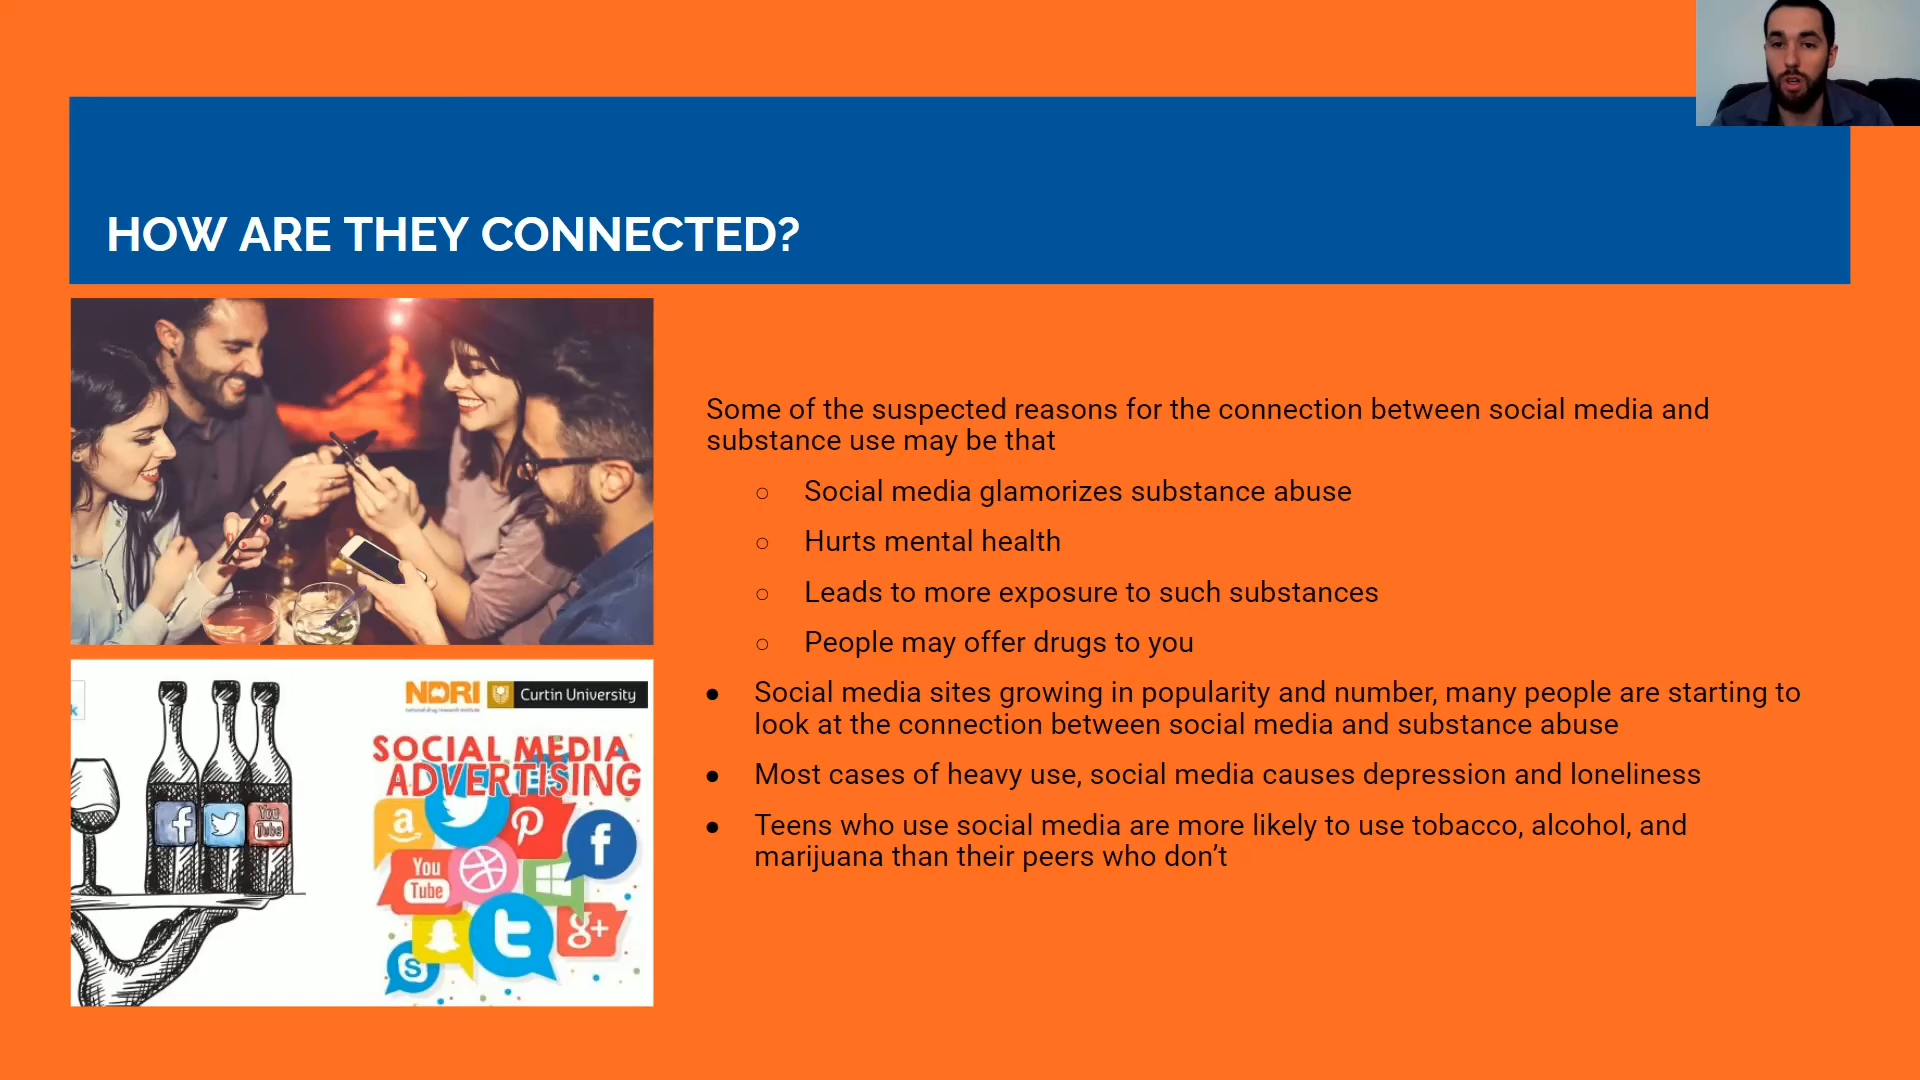 HOW ARE THEY CONNECTED?
Some of the suspected reasons for the connection between social media and
substance use may be that
○ Social media glamorizes substance abuse
○ Hurts mental health
○ Leads to more exposure to such substances
○ People may offer drugs to you
● Social media sites growing in popularity and number, many people are starting to
look at the connection between social media and substance abuse
● Most cases of heavy use, social media causes depression and loneliness
● Teens who use social media are more likely to use tobacco, alcohol, and
marijuana than their peers who don’t
k
NDRI Curtin University
national drug research institute
SOCIAL MEDIA
ADVERTISING
f
You
Tube
a
f
You
Tube
t
g+
S